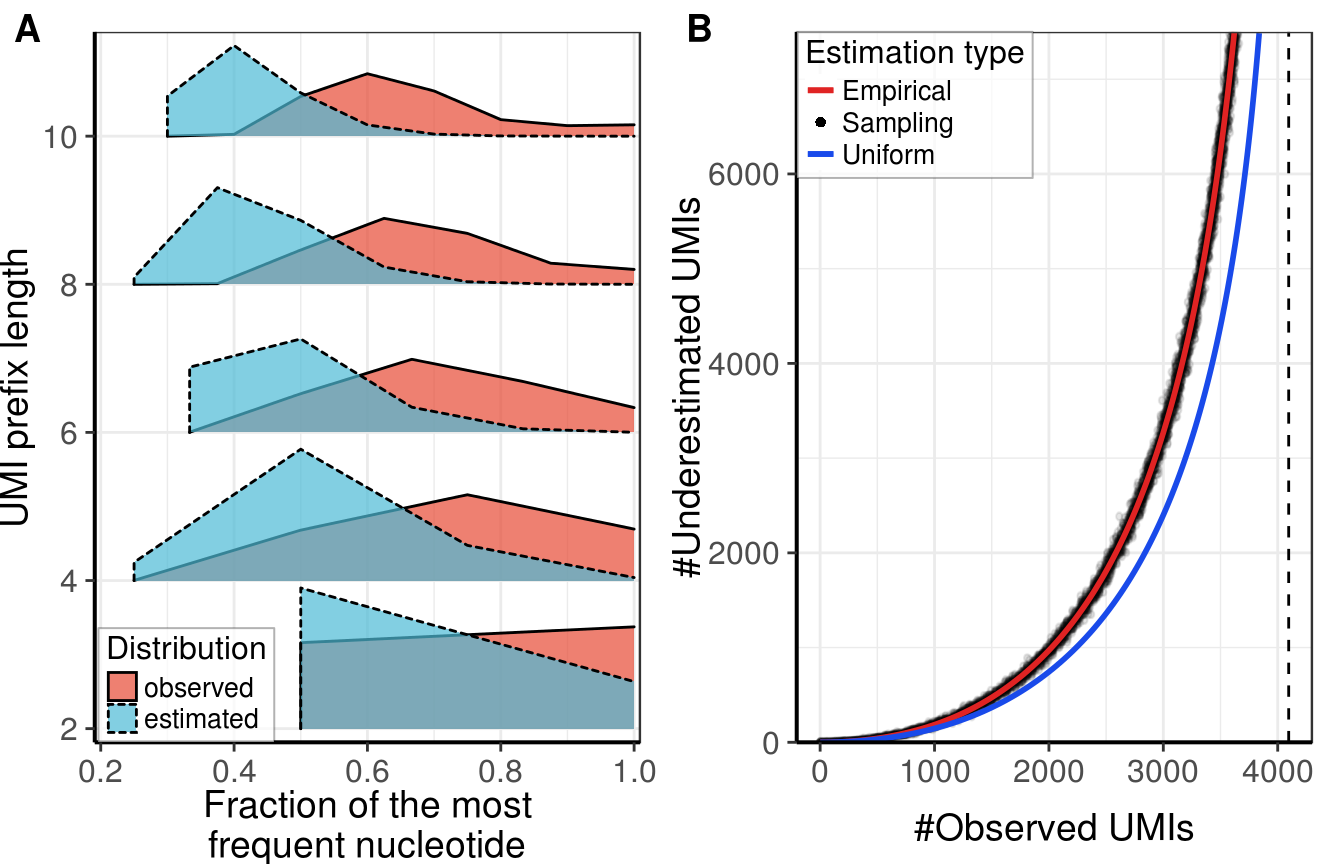 A
UMI prefix length
10
8
6
4
2
Distribution
observed
estimated
0.2
0.4
0.6
0.8
1.0
Fraction of the most
frequent nucleotide
B
#Underestimated UMIs
6000
4000
2000
0
Estimation type
Empirical
Sampling
Uniform
0
1000
2000
3000
4000
#Observed UMIs